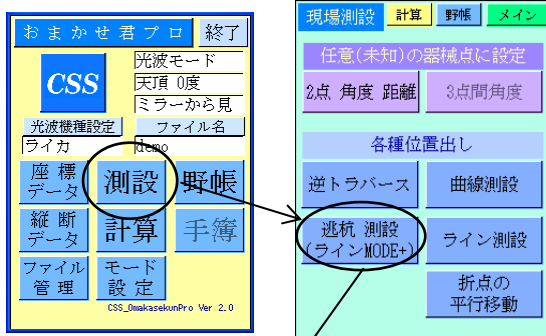 おまかせ君プロ 終了
CSS
光波モード
天頂 0度
ミラーから見
光波機種設定 ファイル名
ライカ demo
座標データ 測設 野帳
縦断データ 計算 手簿
ファイル管理 モード設定
CSS_OmakasekunPro Ver 2.0
現場測設 計算 野帳 メイン
任意(未知)の器械点に設定
2点 角度 距離 3点間角度
各種位置出し
逆トラバース 曲線測設
逃杭 測設
(ラインMODE+) ライン測設
折点の
平行移動